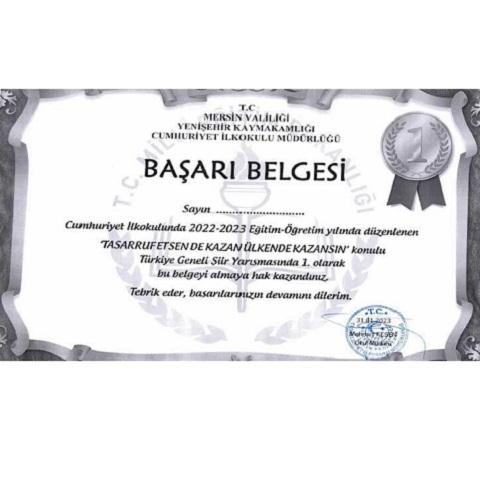 T.C
MERSİN VALİLİĞİ
YENİŞEHİR KAYMAKAMLIĞI
CUMHURİYET İLKOKULU MÜDÜRLÜĞÜ
1
BAŞARI BELGESİ
Sayın ..............................
Cumhuriyet İlkokulunda 2022-2023 Eğitim-Öğretim yılında düzenlenen
'TASARRUF ETSEN DE KAZAN ÜLKENDE KAZANSIN' konulu
Türkiye Geneli Şiir Yarışmasında 1. olarak
bu belgeyi almaya hak kazandınız.
Tebrik eder, başarılarınızın devamını dilerim.
T.C.
31.01.2023
Okul Müdürü